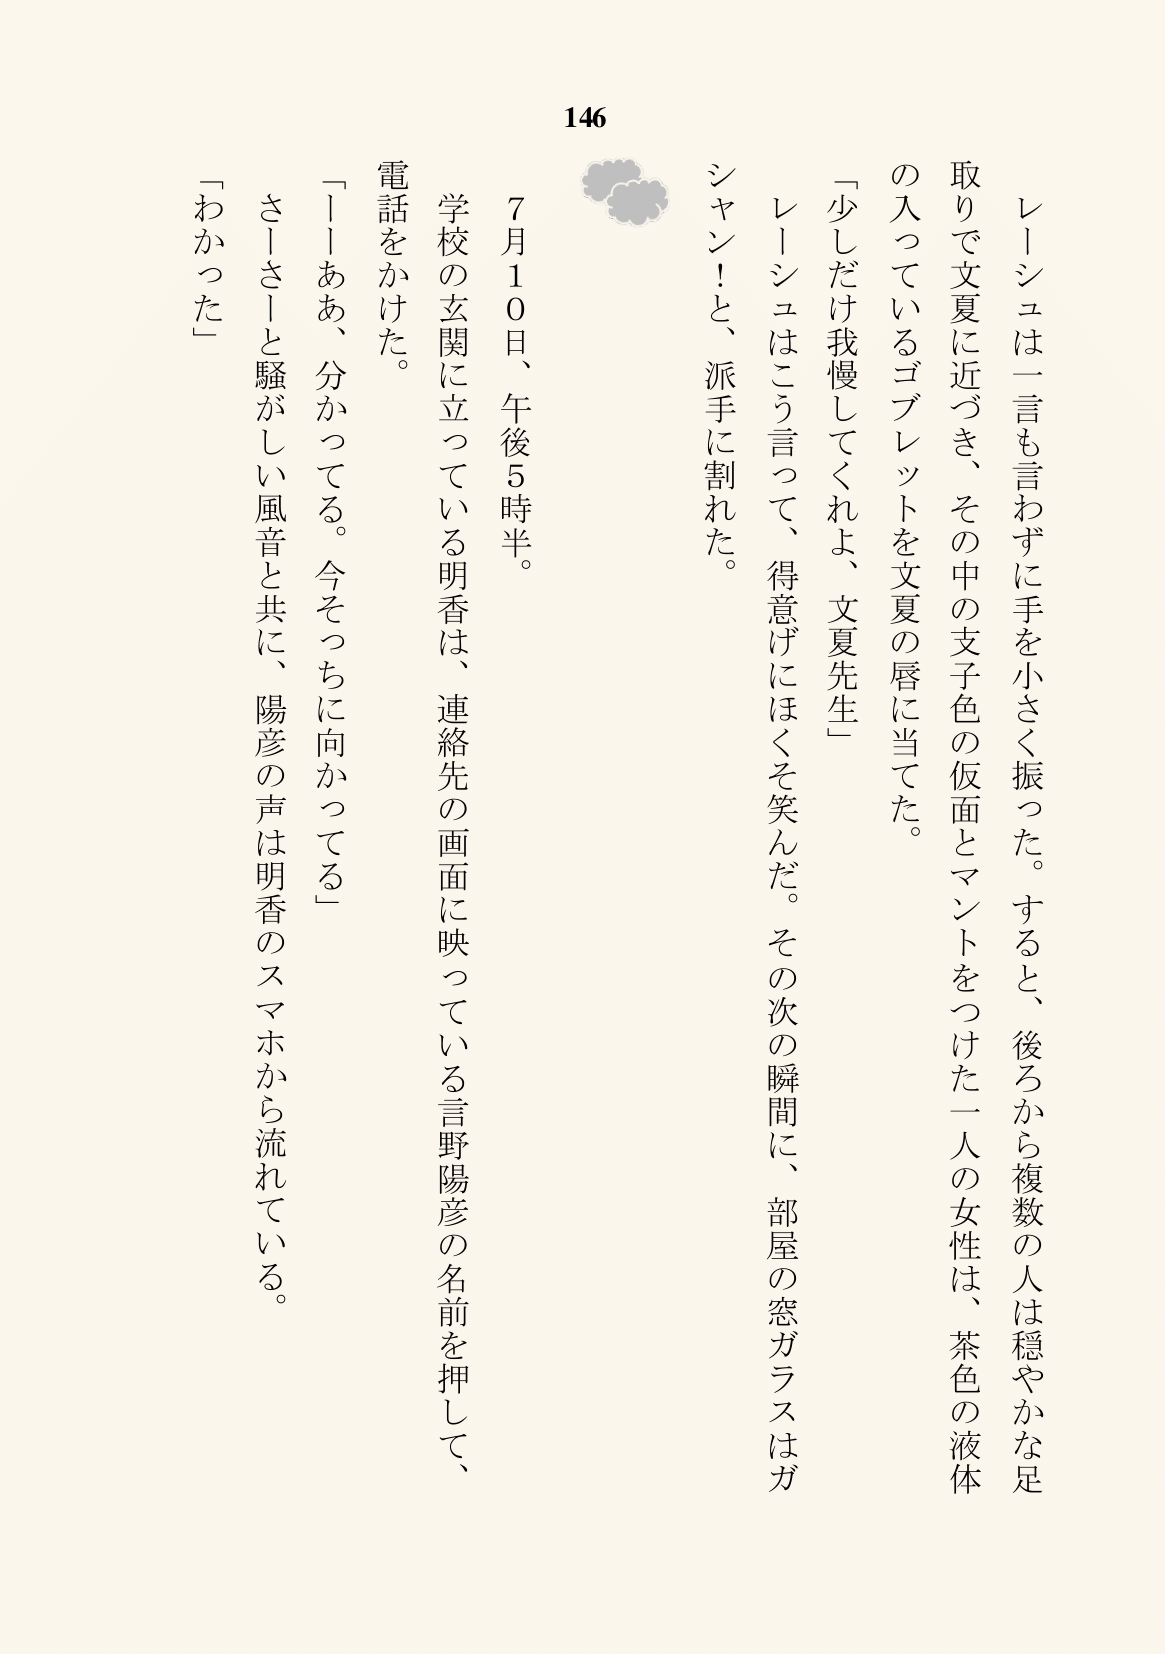 146
レーシュは一言も言わずに手を小さく振った。すると、後ろから複数の人は穏やかな足
取りで文夏に近づき、その中の支子色の仮面とマントをつけた一人の女性は、茶色の液体
の入っているゴブレットを文夏の唇に当てた。
「少しだけ我慢してくれよ、文夏先生」
レーシュはこう言って、得意げにほくそ笑んだ。その次の瞬間に、部屋の窓ガラスはガ
シャン！と、派手に割れた。
７月１０日、午後５時半。
学校の玄関に立っている明香は、連絡先の画面に映っている言野陽彦の名前を押して、
電話をかけた。
「ーーああ、分かってる。今そっちに向かってる」
さーさーと騒がしい風音と共に、陽彦の声は明香のスマホから流れている。
「わかった」